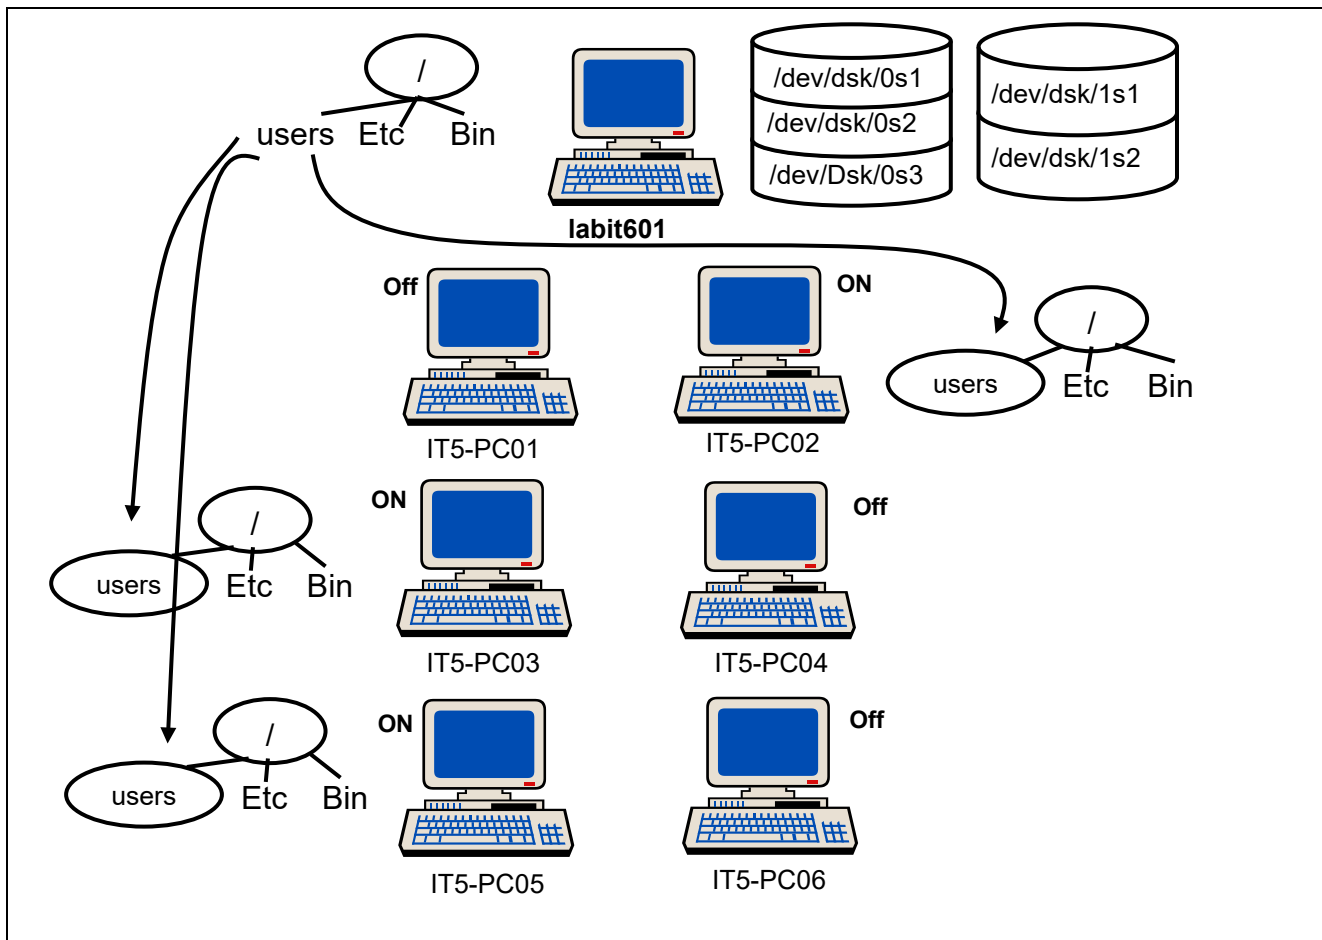 /
users Etc Bin
/dev/dsk/0s1
/dev/dsk/0s2
/dev/Dsk/0s3
/dev/dsk/1s1
/dev/dsk/1s2
labit601
Off
IT5-PC01
ON
IT5-PC02
/
users Etc Bin
/
users Etc Bin
ON
IT5-PC03
Off
IT5-PC04
/
users Etc Bin
ON
IT5-PC05
Off
IT5-PC06